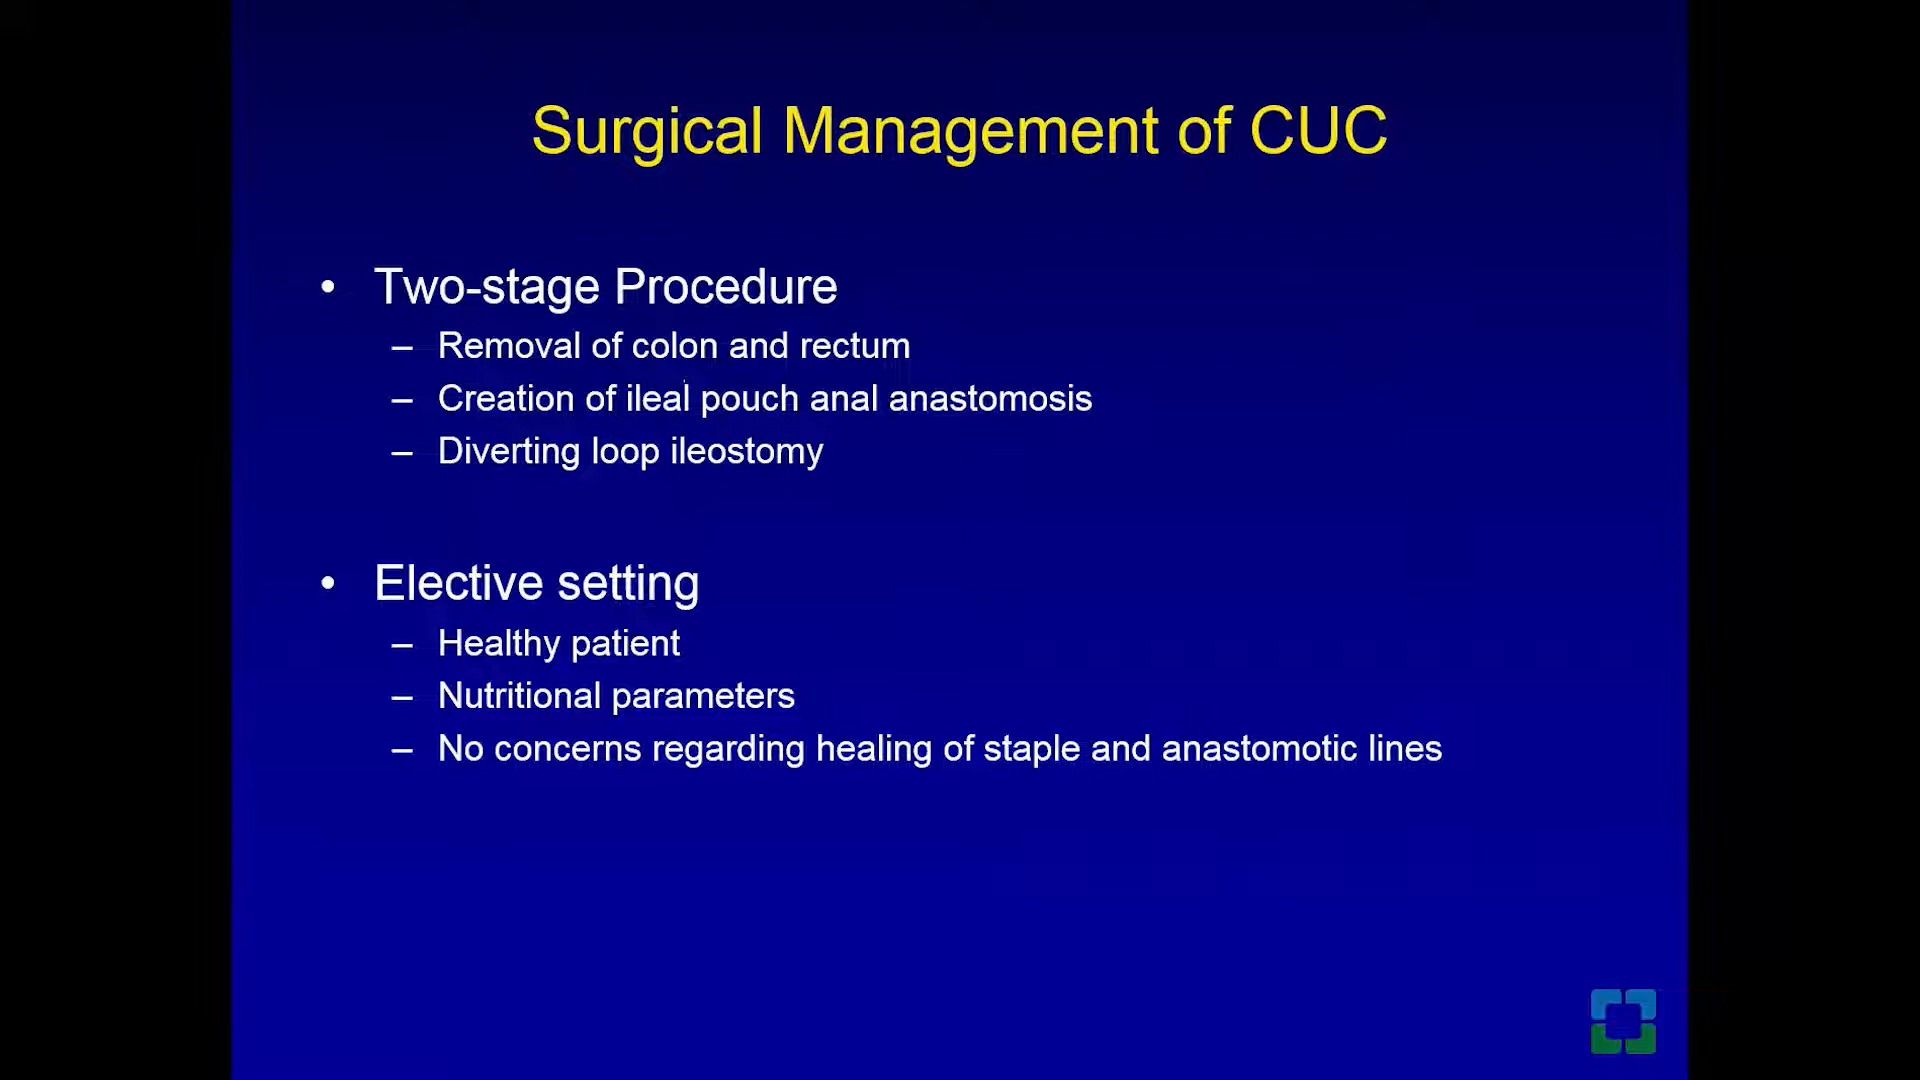 Surgical Management of CUC
• Two-stage Procedure
– Removal of colon and rectum
– Creation of ileal pouch anal anastomosis
– Diverting loop ileostomy
• Elective setting
– Healthy patient
– Nutritional parameters
– No concerns regarding healing of staple and anastomotic lines